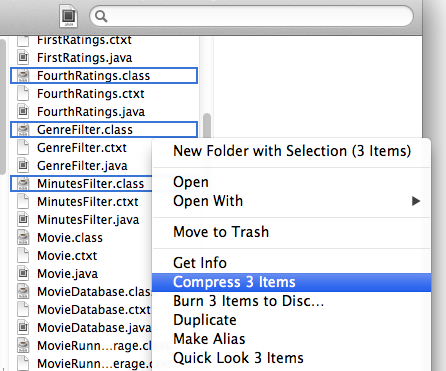 FirstRatings.ctxt
FirstRatings.java
FourthRatings.class
FourthRatings.ctxt
FourthRatings.java
GenreFilter.class
GenreFilter.ctxt
GenreFilter.java
MinutesFilter.class
MinutesFilter.ctxt
MinutesFilter.java
Movie.class
Movie.ctxt
Movie.java
MovieDatabase.class
MovieDatabase.ctxt
MovieDatabase.java
MovieRunn...rage.class
MovieRunn...erage.ctxt
New Folder with Selection (3 Items)
Open
Open With
Move to Trash
Get Info
Compress 3 Items
Burn 3 Items to Disc...
Duplicate
Make Alias
Quick Look 3 Items